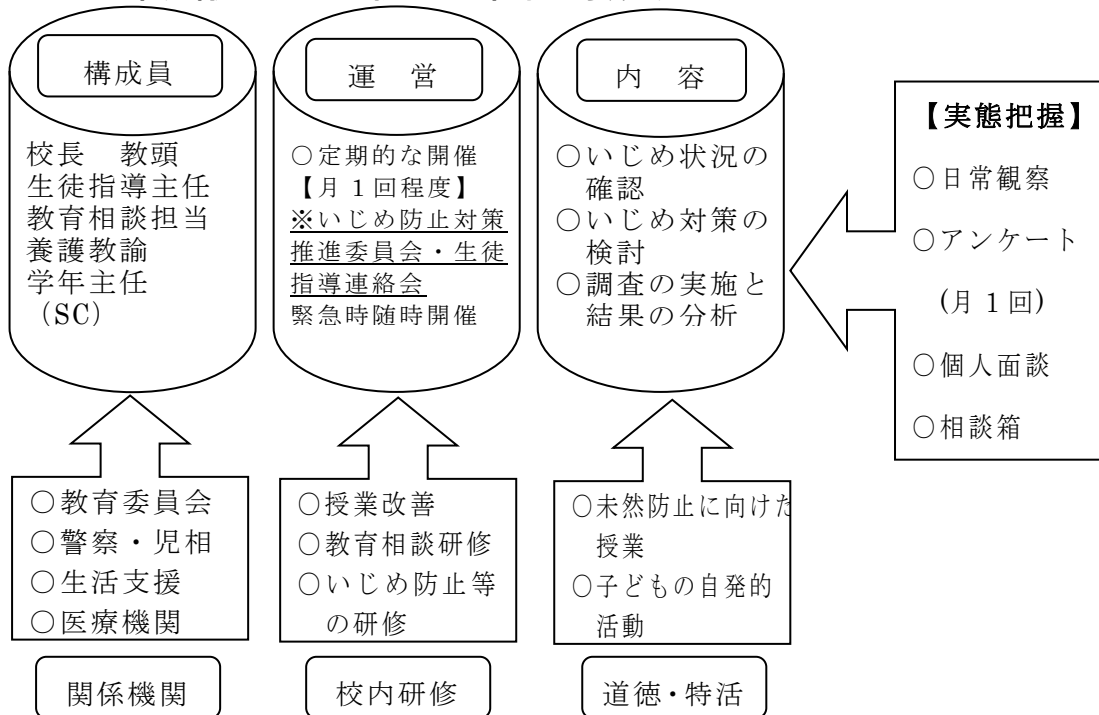 構成員
校長　教頭
生徒指導主任
教育相談担当
養護教諭
学年主任
（SC）
運　営
○定期的な開催
【月１回程度】
※いじめ防止対策
推進委員会・生徒
指導連絡会
緊急時随時開催
内　容
○いじめ状況の
確認
○いじめ対策の
検討
○調査の実施と
結果の分析
【実態把握】
○日常観察
○アンケート
(月１回)
○個人面談
○相談箱
○教育委員会
○警察・児相
○生活支援
○医療機関
関係機関
○授業改善
○教育相談研修
○いじめ防止等
の研修
校内研修
○未然防止に向けた
授業
○子どもの自発的
活動
道徳・特活